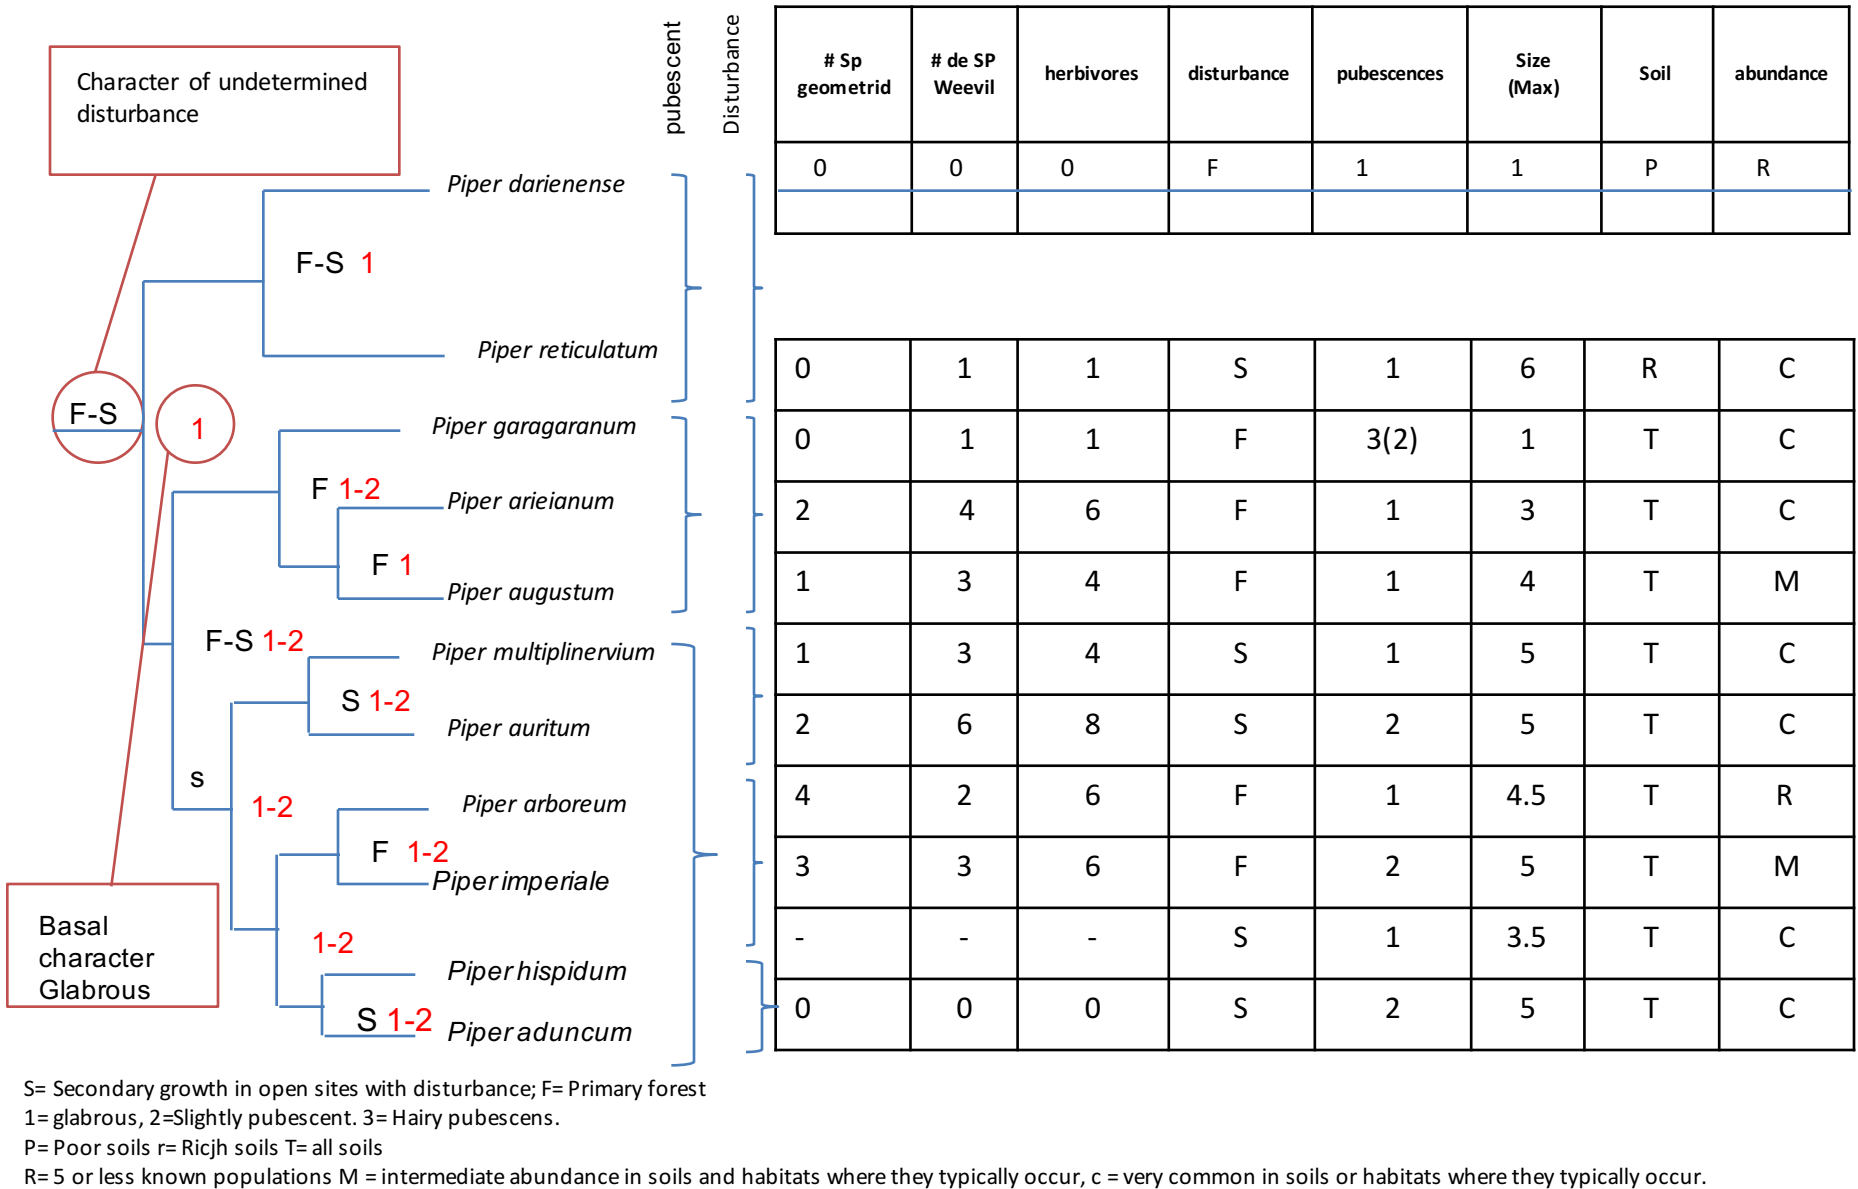 Character of undetermined
disturbance
pubescent
Disturbance
# Sp
geometrid
# de SP
Weevil
herbivores
disturbance
pubescences
Size
(Max)
Soil
abundance
0 0 0 F 1 1 P R
Piper darienense
F-S 1
Piper reticulatum
0 1 1 S 1 6 R C
F-S
1
Piper garagaranum
0 1 1 F 3(2) 1 T C
F 1-2
Piper arieianum
2 4 6 F 1 3 T C
F 1
Piper augustum
1 3 4 F 1 4 T M
F-S 1-2
Piper multiplinervium
1 3 4 S 1 5 T C
S 1-2
Piper auritum
2 6 8 S 2 5 T C
s
1-2
Piper arboreum
4 2 6 F 1 4.5 T R
F 1-2
Piper imperiale
3 3 6 F 2 5 T M
Basal
character
Glabrous
1-2
- - - S 1 3.5 T C
Piper hispidum
S 1-2
Piper aduncum
0 0 0 S 2 5 T C
S= Secondary growth in open sites with disturbance; F= Primary forest
1= glabrous, 2=Slightly pubescent. 3= Hairy pubescens.
P= Poor soils r= Ricjh soils T= all soils
R= 5 or less known populations M = intermediate abundance in soils and habitats where they typically occur, c = very common in soils or habitats where they typically occur.